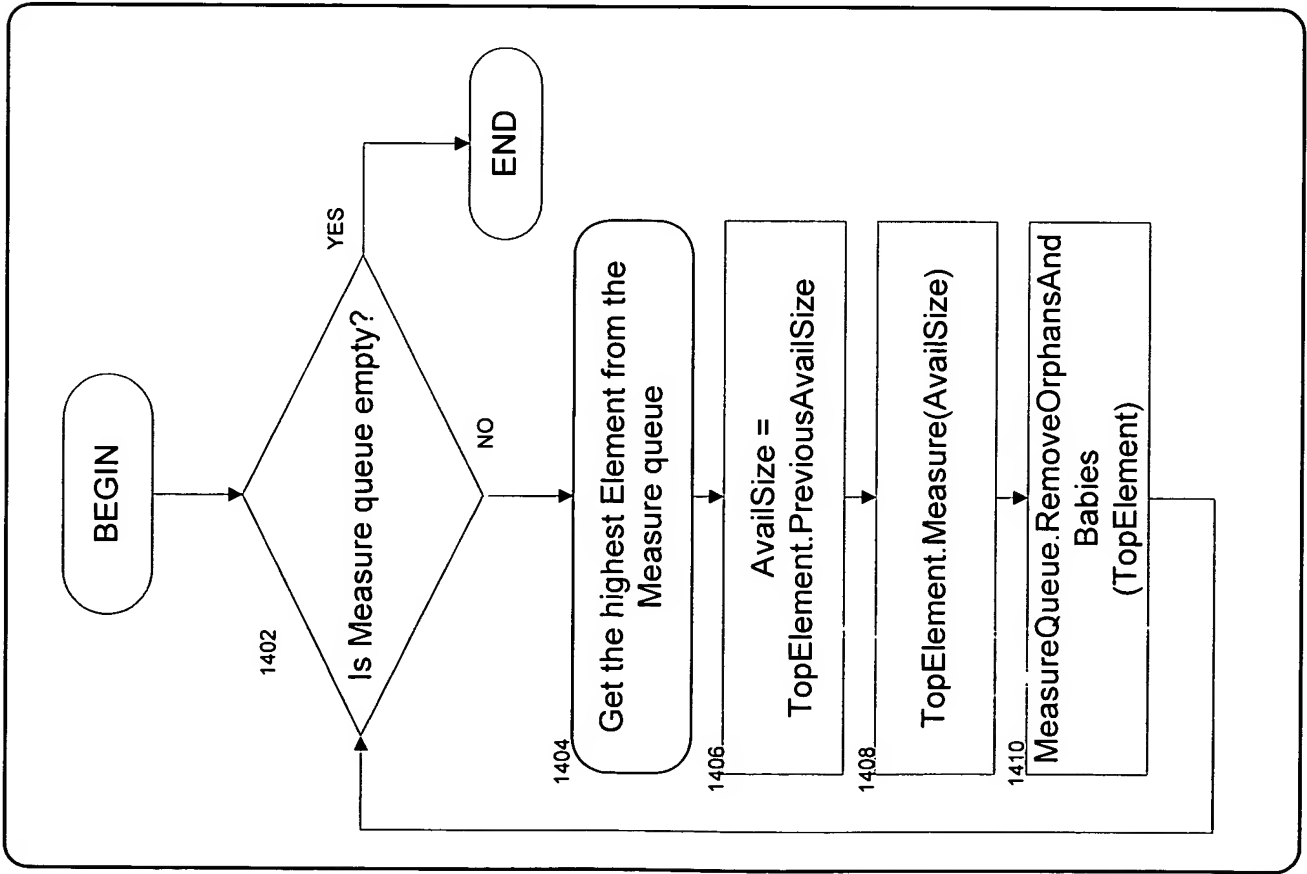 BEGIN
1402
Is Measure queue empty?
YES
END
NO
1404
Get the highest Element from the
Measure queue
1406
AvailSize =
TopElement.PreviousAvailSize
1408
TopElement.Measure(AvailSize)
1410
MeasureQueue.RemoveOrphansAnd
Babies
(TopElement)